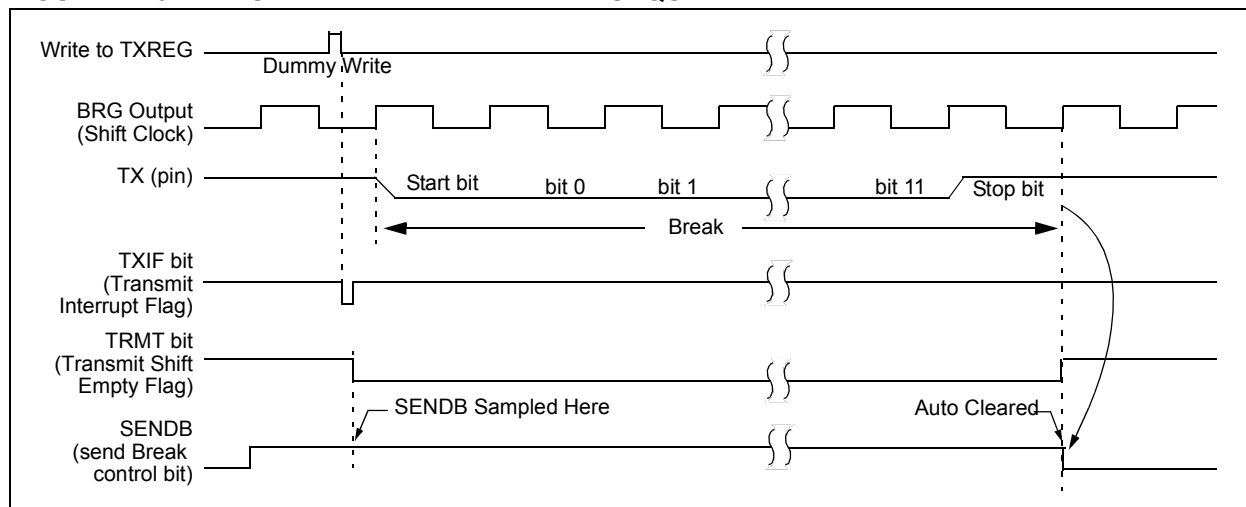 Write to TXREG
Dummy Write
BRG Output
(Shift Clock)
TX (pin)
Start bit
bit 0
bit 1
bit 11
Stop bit
Break
TXIF bit
(Transmit
Interrupt Flag)
TRMT bit
(Transmit Shift
Empty Flag)
SENDB Sampled Here
Auto Cleared
SENDB
(send Break
control bit)